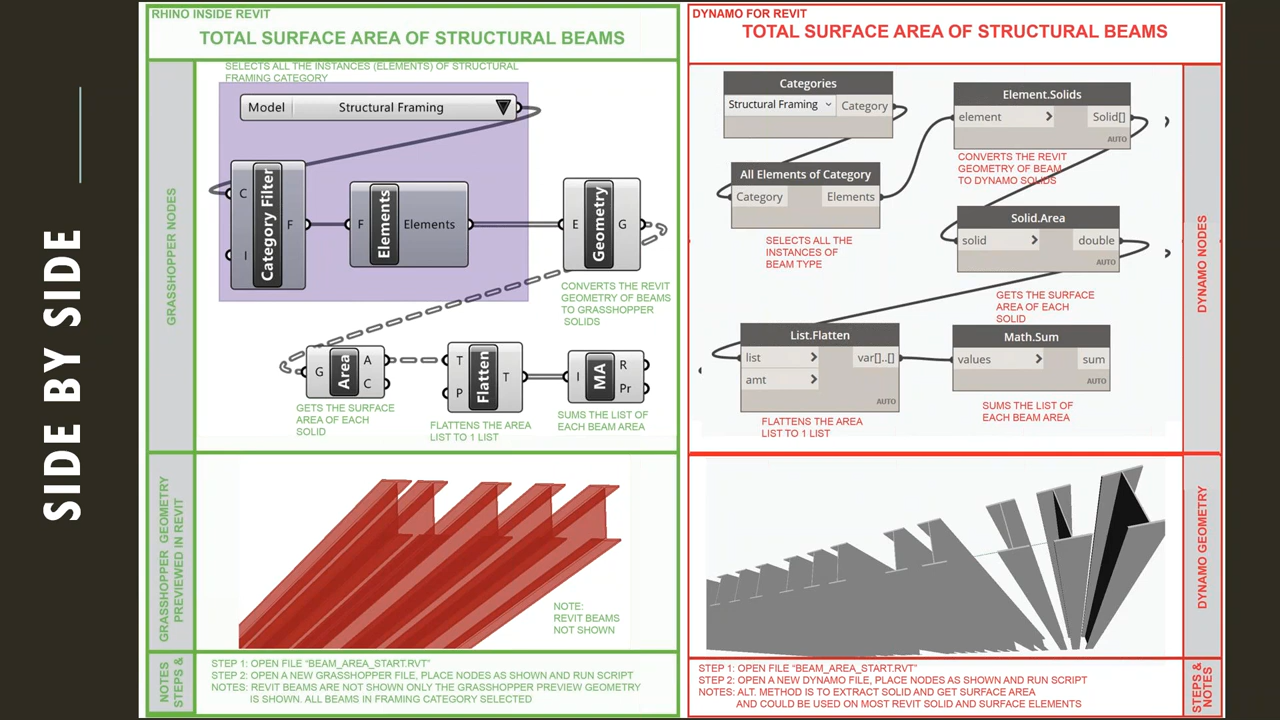 SIDE BY SIDE
RHINO INSIDE REVIT
TOTAL SURFACE AREA OF STRUCTURAL BEAMS
GRASSHOPPER NODES
SELECTS ALL THE INSTANCES (ELEMENTS) OF STRUCTURAL
FRAMING CATEGORY
Model Structural Framing
C
I
Category Filter
F
F
Elements
Elements
E
Geometry
G
CONVERTS THE REVIT
GEOMETRY OF BEAMS
TO GRASSHOPPER
SOLIDS
G
Area
A
C
GETS THE SURFACE
AREA OF EACH
SOLID
T
P
Flatten
T
FLATTENS THE AREA
LIST TO 1 LIST
I
MA
R
Pr
SUMS THE LIST OF
EACH BEAM AREA
GRASSHOPPER GEOMETRY
PREVIEWED IN REVIT
NOTE:
REVIT BEAMS
NOT SHOWN
NOTES
STEPS &
STEP 1: OPEN FILE “BEAM_AREA_START.RVT”
STEP 2: OPEN A NEW GRASSHOPPER FILE, PLACE NODES AS SHOWN AND RUN SCRIPT
NOTES: REVIT BEAMS ARE NOT SHOWN ONLY THE GRASSHOPPER PREVIEW GEOMETRY
IS SHOWN. ALL BEAMS IN FRAMING CATEGORY SELECTED
DYNAMO FOR REVIT
TOTAL SURFACE AREA OF STRUCTURAL BEAMS
Categories
Structural Framing Category
All Elements of Category
Category Elements
SELECTS ALL THE
INSTANCES OF
BEAM TYPE
Element.Solids
element > Solid[]
AUTO
CONVERTS THE REVIT
GEOMETRY OF BEAM
TO DYNAMO SOLIDS
Solid.Area
solid > double
AUTO
GETS THE SURFACE
AREA OF EACH
SOLID
List.Flatten
list > var[]..[]
amt >
AUTO
FLATTENS THE AREA
LIST TO 1 LIST
Math.Sum
values > sum
AUTO
SUMS THE LIST OF
EACH BEAM AREA
DYNAMO NODES
DYNAMO GEOMETRY
STEP 1: OPEN FILE “BEAM_AREA_START.RVT”
STEP 2: OPEN A NEW DYNAMO FILE, PLACE NODES AS SHOWN AND RUN SCRIPT
NOTES: ALT. METHOD IS TO EXTRACT SOLID AND GET SURFACE AREA
AND COULD BE USED ON MOST REVIT SOLID AND SURFACE ELEMENTS
STEPS &
NOTES